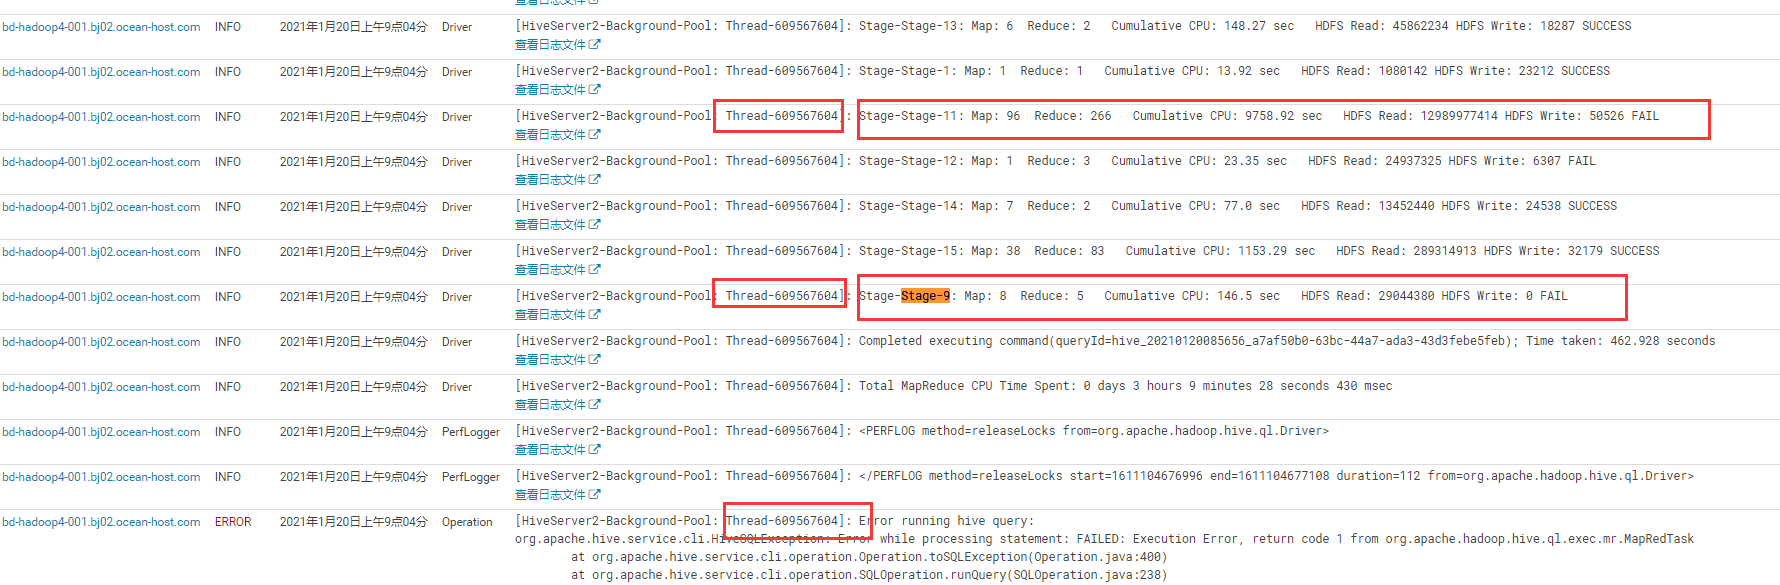 查看日志文件
bd-hadoop4-001.bj02.ocean-host.com INFO 2021年1月20日上午9点04分 Driver [HiveServer2-Background-Pool: Thread-609567604]: Stage-Stage-13: Map: 6 Reduce: 2 Cumulative CPU: 148.27 sec HDFS Read: 45862234 HDFS Write: 18287 SUCCESS
查看日志文件
bd-hadoop4-001.bj02.ocean-host.com INFO 2021年1月20日上午9点04分 Driver [HiveServer2-Background-Pool: Thread-609567604]: Stage-Stage-1: Map: 1 Reduce: 1 Cumulative CPU: 13.92 sec HDFS Read: 1080142 HDFS Write: 23212 SUCCESS
查看日志文件
bd-hadoop4-001.bj02.ocean-host.com INFO 2021年1月20日上午9点04分 Driver [HiveServer2-Background-Pool: Thread-609567604]: Stage-Stage-11: Map: 96 Reduce: 266 Cumulative CPU: 9758.92 sec HDFS Read: 12989977414 HDFS Write: 50526 FAIL
查看日志文件
bd-hadoop4-001.bj02.ocean-host.com INFO 2021年1月20日上午9点04分 Driver [HiveServer2-Background-Pool: Thread-609567604]: Stage-Stage-12: Map: 1 Reduce: 3 Cumulative CPU: 23.35 sec HDFS Read: 24937325 HDFS Write: 6307 FAIL
查看日志文件
bd-hadoop4-001.bj02.ocean-host.com INFO 2021年1月20日上午9点04分 Driver [HiveServer2-Background-Pool: Thread-609567604]: Stage-Stage-14: Map: 7 Reduce: 2 Cumulative CPU: 77.0 sec HDFS Read: 13452440 HDFS Write: 24538 SUCCESS
查看日志文件
bd-hadoop4-001.bj02.ocean-host.com INFO 2021年1月20日上午9点04分 Driver [HiveServer2-Background-Pool: Thread-609567604]: Stage-Stage-15: Map: 38 Reduce: 83 Cumulative CPU: 1153.29 sec HDFS Read: 289314913 HDFS Write: 32179 SUCCESS
查看日志文件
bd-hadoop4-001.bj02.ocean-host.com INFO 2021年1月20日上午9点04分 Driver [HiveServer2-Background-Pool: Thread-609567604]: Stage-Stage-9: Map: 8 Reduce: 5 Cumulative CPU: 146.5 sec HDFS Read: 29044380 HDFS Write: 0 FAIL
查看日志文件
bd-hadoop4-001.bj02.ocean-host.com INFO 2021年1月20日上午9点04分 Driver [HiveServer2-Background-Pool: Thread-609567604]: Completed executing command(queryId=hive_20210120085656_a7af50b0-63bc-44a7-ada3-43d3febe5feb); Time taken: 462.928 seconds
查看日志文件
bd-hadoop4-001.bj02.ocean-host.com INFO 2021年1月20日上午9点04分 Driver [HiveServer2-Background-Pool: Thread-609567604]: Total MapReduce CPU Time Spent: 0 days 3 hours 9 minutes 28 seconds 430 msec
查看日志文件
bd-hadoop4-001.bj02.ocean-host.com INFO 2021年1月20日上午9点04分 PerfLogger [HiveServer2-Background-Pool: Thread-609567604]: <PERFLOG method=releaseLocks from=org.apache.hadoop.hive.ql.Driver>
查看日志文件
bd-hadoop4-001.bj02.ocean-host.com INFO 2021年1月20日上午9点04分 PerfLogger [HiveServer2-Background-Pool: Thread-609567604]: </PERFLOG method=releaseLocks start=1611104676996 end=1611104677108 duration=112 from=org.apache.hadoop.hive.ql.Driver>
查看日志文件
bd-hadoop4-001.bj02.ocean-host.com ERROR 2021年1月20日上午9点04分 Operation [HiveServer2-Background-Pool: Thread-609567604]: Error running hive query:
org.apache.hive.service.cli.HiveSQLException: Error while processing statement: FAILED: Execution Error, return code 1 from org.apache.hadoop.hive.ql.exec.mr.MapRedTask
at org.apache.hive.service.cli.operation.Operation.toSQLException(Operation.java:400)
at org.apache.hive.service.cli.operation.SQLOperation.runQuery(SQLOperation.java:238)